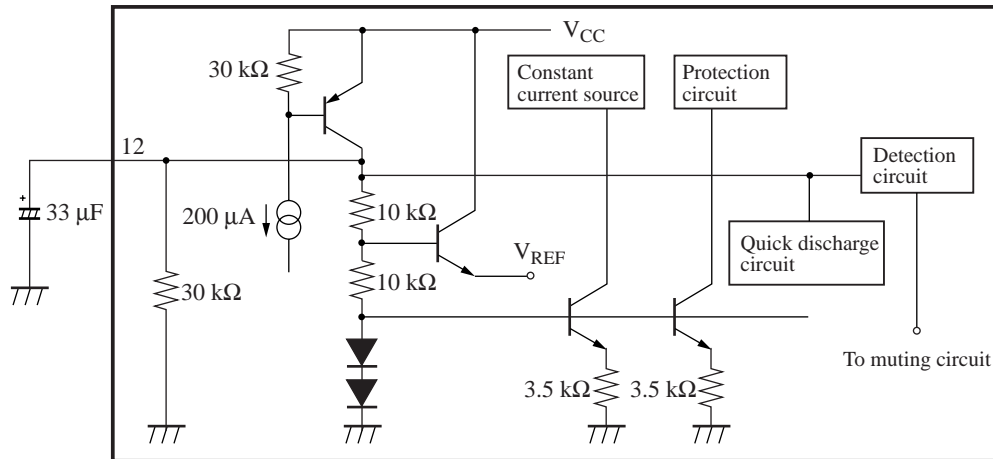 V_CC
30 kΩ
Constant
current source
Protection
circuit
12
Detection
circuit
+
33 μF
200 μA
10 kΩ
V_REF
Quick discharge
circuit
10 kΩ
30 kΩ
To muting circuit
3.5 kΩ
3.5 kΩ